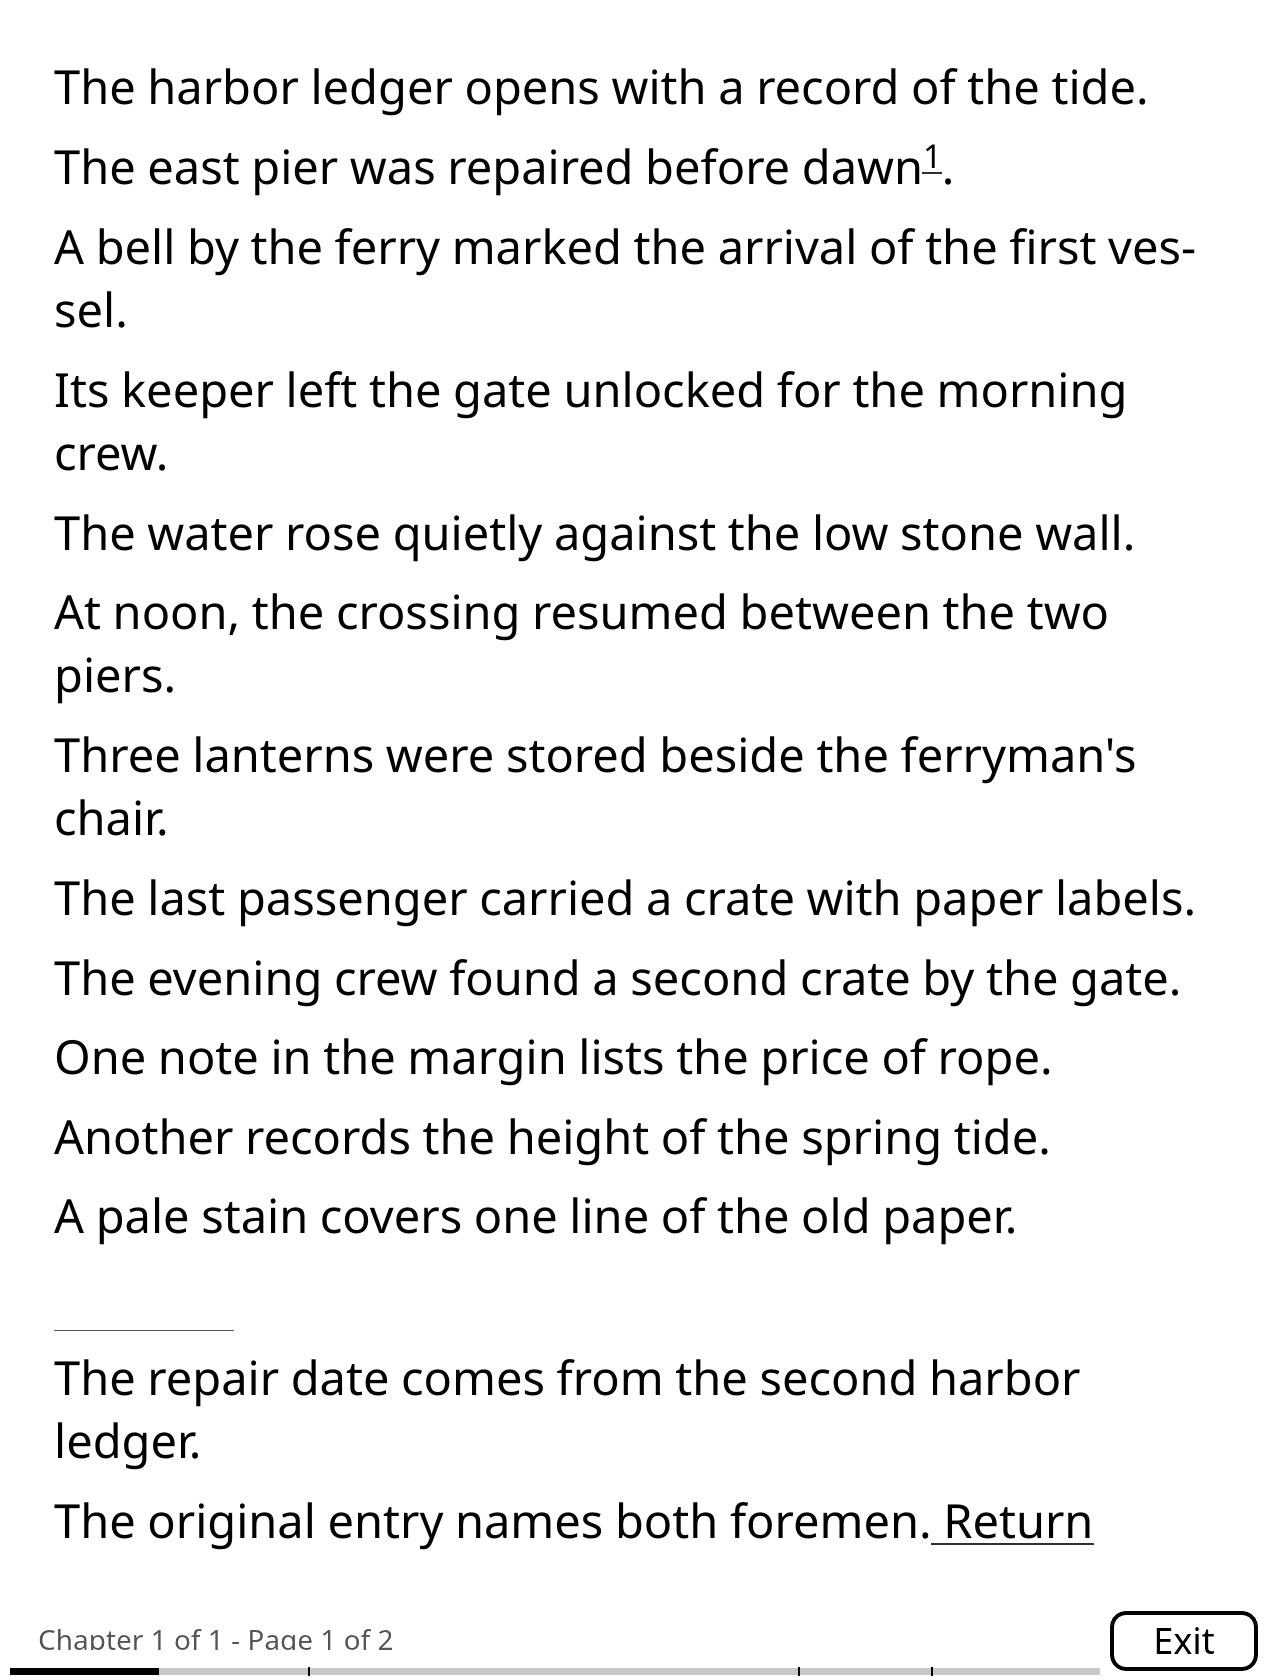 The harbor ledger opens with a record of the tide.
The east pier was repaired before dawn1.
A bell by the ferry marked the arrival of the first ves-
sel.
Its keeper left the gate unlocked for the morning
crew.
The water rose quietly against the low stone wall.
At noon, the crossing resumed between the two
piers.
Three lanterns were stored beside the ferryman's
chair.
The last passenger carried a crate with paper labels.
The evening crew found a second crate by the gate.
One note in the margin lists the price of rope.
Another records the height of the spring tide.
A pale stain covers one line of the old paper.
The repair date comes from the second harbor
ledger.
The original entry names both foremen. Return
Chapter 1 of 1 - Page 1 of 2
Exit